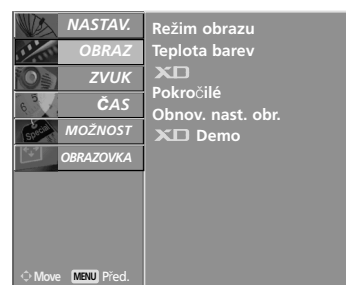 NASTAV.
OBRAZ
ZVUK
ČAS
Special
MOŽNOST
OBRAZOVKA
Režim obrazu
Teplota barev
XD
Pokročilé
Obnov. nast. obr.
XD Demo
Move MENU Před.